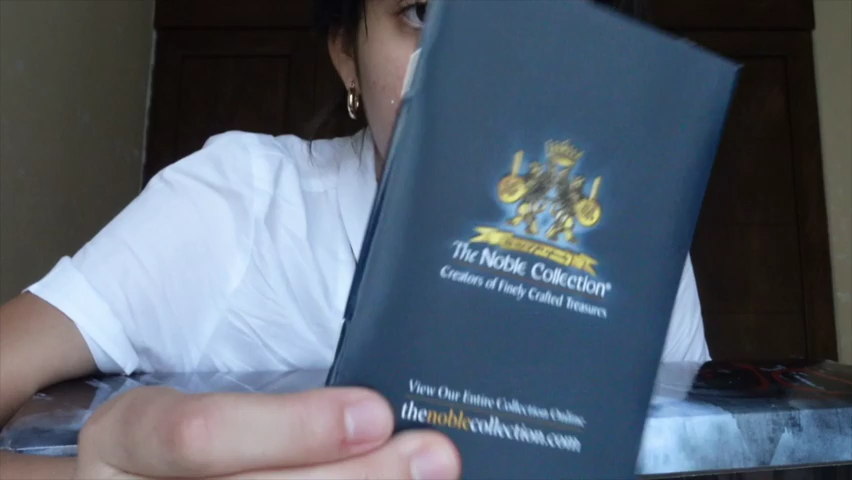 The Noble Collection®
Creators of Finely Crafted Treasures
View Our Entire Collection Online
thenoblecollection.com